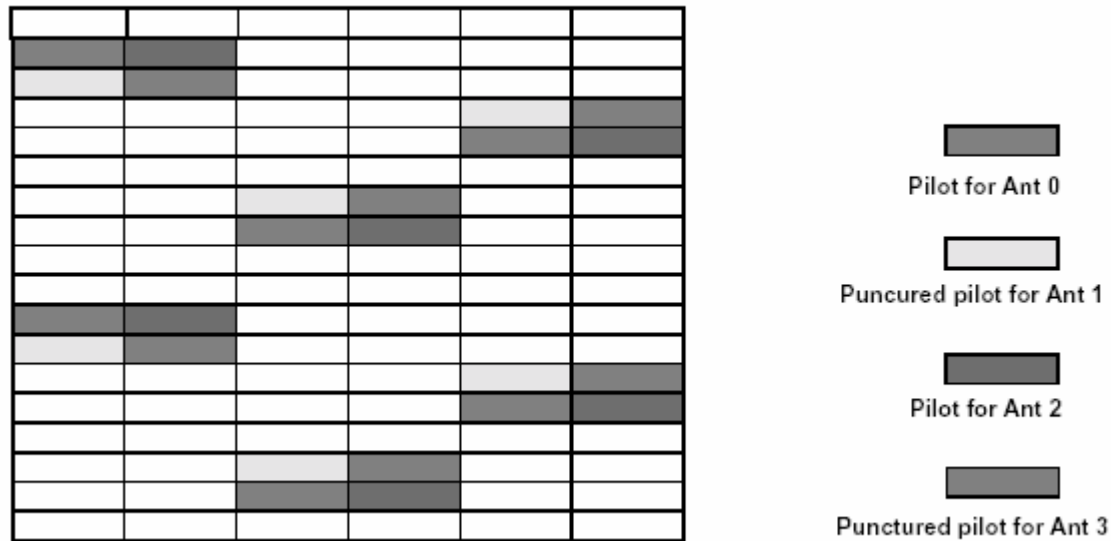 Pilot for Ant 0
Puncured pilot for Ant 1
Pilot for Ant 2
Punctured pilot for Ant 3